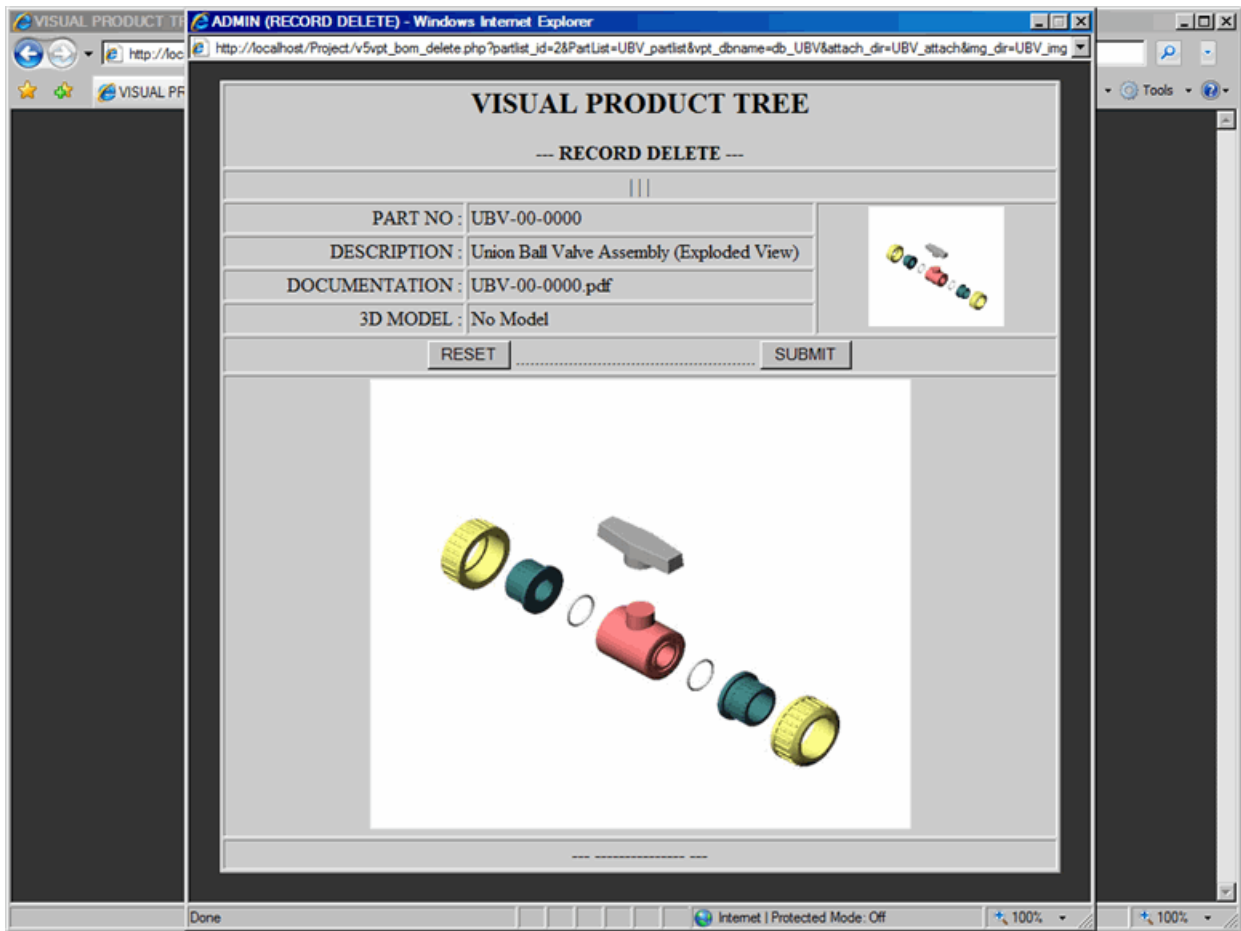 VISUAL PRODUCT TR
ADMIN (RECORD DELETE) - Windows Internet Explorer
http://loc
http://localhost/Project/v5vpt_bom_delete.php?partlist_id=2&PartList=UBV_partlist&vpt_dbname=db_UBV&attach_dir=UBV_attach&img_dir=UBV_img
VISUAL PR
Tools
VISUAL PRODUCT TREE
--- RECORD DELETE ---
|||
PART NO : UBV-00-0000
DESCRIPTION : Union Ball Valve Assembly (Exploded View)
DOCUMENTATION : UBV-00-0000.pdf
3D MODEL : No Model
RESET SUBMIT
--- --------------- ---
Done Internet | Protected Mode: Off 100% 100%